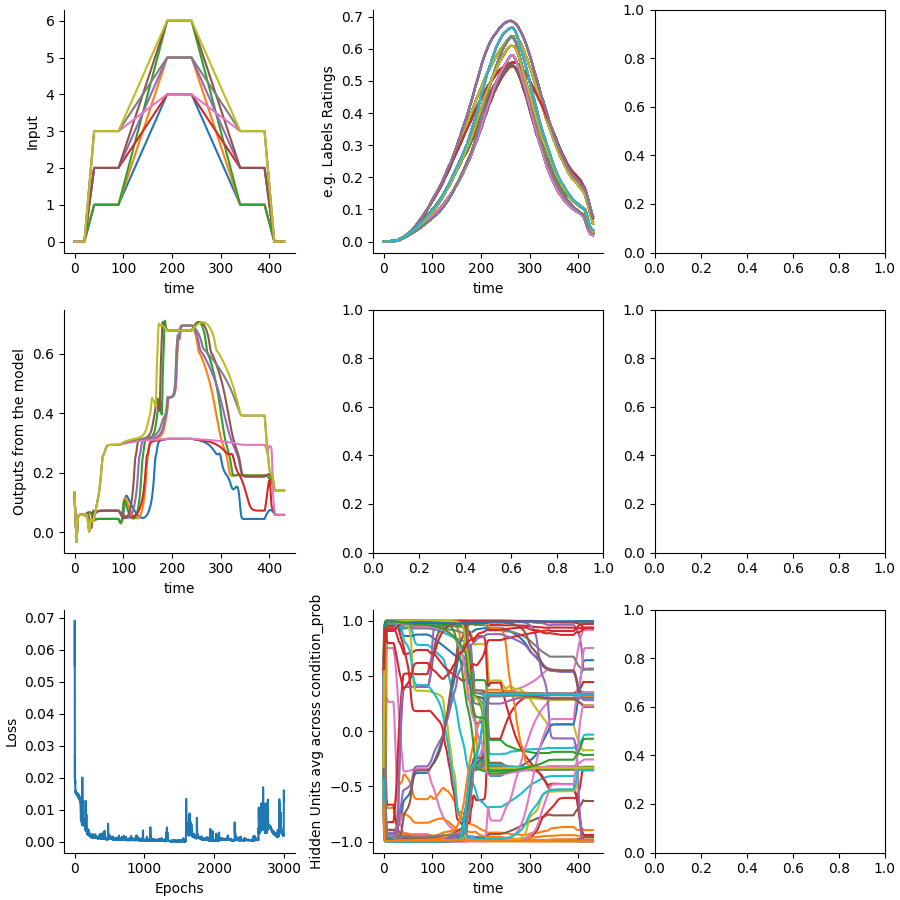 Input
6
5
4
3
2
1
0
0 100 200 300 400
time
e.g. Labels Ratings
0.7
0.6
0.5
0.4
0.3
0.2
0.1
0.0
0 100 200 300 400
time
1.0
0.8
0.6
0.4
0.2
0.0
0.0 0.2 0.4 0.6 0.8 1.0
Outputs from the model
0.6
0.4
0.2
0.0
0 100 200 300 400
time
1.0
0.8
0.6
0.4
0.2
0.0
0.0 0.2 0.4 0.6 0.8 1.0
1.0
0.8
0.6
0.4
0.2
0.0
0.0 0.2 0.4 0.6 0.8 1.0
Loss
0.07
0.06
0.05
0.04
0.03
0.02
0.01
0.00
0 1000 2000 3000
Epochs
Hidden Units avg across condition_prob
1.0
0.5
0.0
−0.5
−1.0
0 100 200 300 400
time
1.0
0.8
0.6
0.4
0.2
0.0
0.0 0.2 0.4 0.6 0.8 1.0